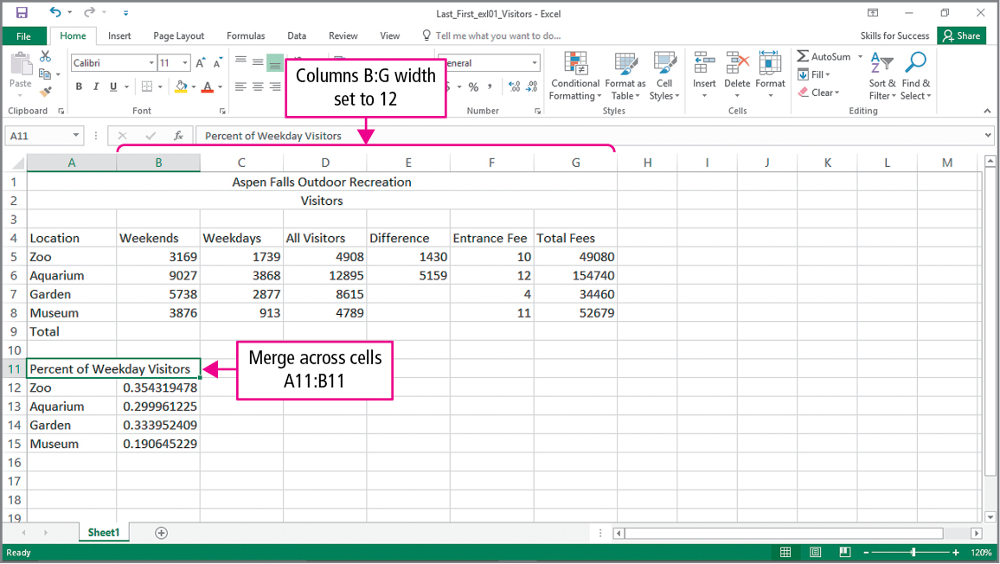 Last_First_exl01_Visitors - Excel
File Home Insert Page Layout Formulas Data Review View Tell me what you want to do... Skills for Success Share
Paste
Clipboard
Calibri 11
B I U
Font
Columns B:G width
set to 12
eneral
%
Number
Conditional
Formatting
Format as
Table
Cell
Styles
Styles
Insert Delete Format
Cells
AutoSum
Fill
Clear
Sort &
Filter
Find &
Select
Editing
A11 fx Percent of Weekday Visitors
A B C D E F G H I J K L M
1 Aspen Falls Outdoor Recreation
2 Visitors
3
4 Location Weekends Weekdays All Visitors Difference Entrance Fee Total Fees
5 Zoo 3169 1739 4908 1430 10 49080
6 Aquarium 9027 3868 12895 5159 12 154740
7 Garden 5738 2877 8615 4 34460
8 Museum 3876 913 4789 11 52679
9 Total
10
11 Percent of Weekday Visitors
Merge across cells
A11:B11
12 Zoo 0.354319478
13 Aquarium 0.299961225
14 Garden 0.333952409
15 Museum 0.190645229
16
17
18
19
Sheet1
Ready 120%